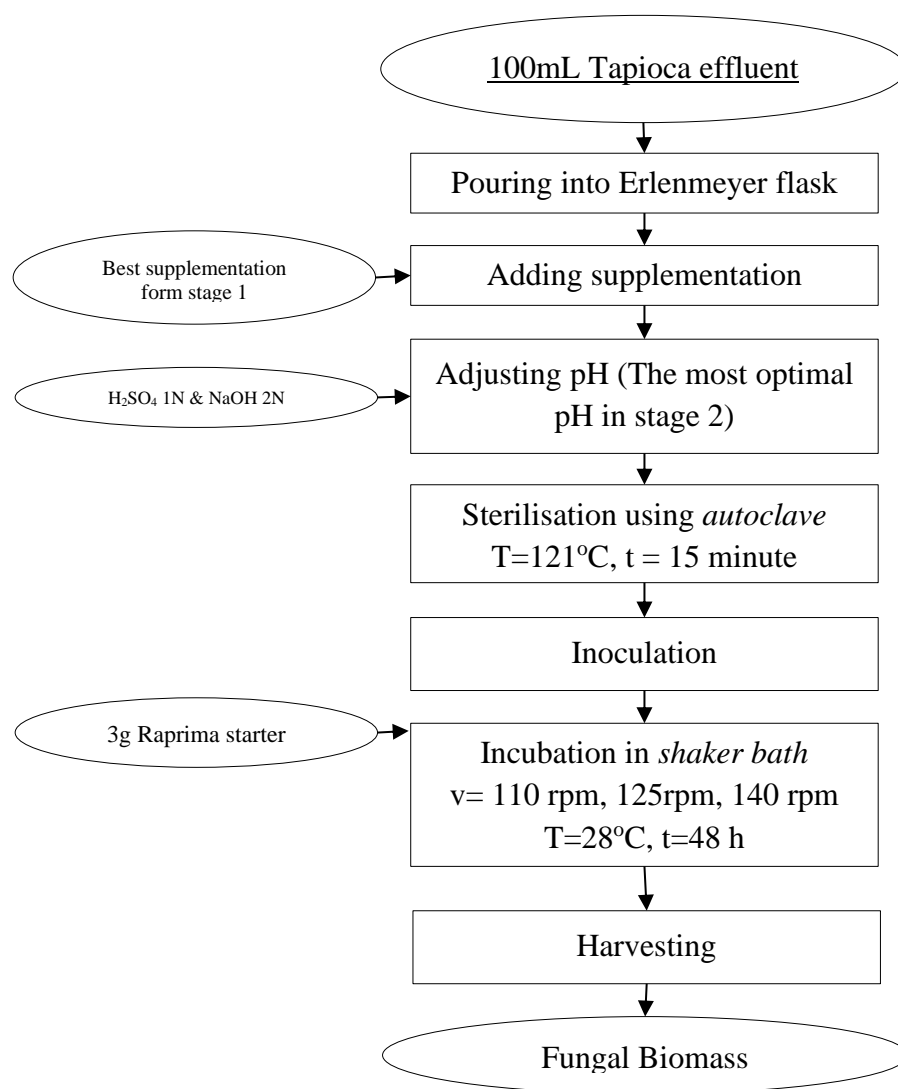 100mL Tapioca effluent
Pouring into Erlenmeyer flask
Best supplementation
form stage 1
Adding supplementation
H₂SO₄ 1N & NaOH 2N
Adjusting pH (The most optimal
pH in stage 2)
Sterilisation using autoclave
T=121°C, t = 15 minute
Inoculation
3g Raprima starter
Incubation in shaker bath
v= 110 rpm, 125rpm, 140 rpm
T=28°C, t=48 h
Harvesting
Fungal Biomass